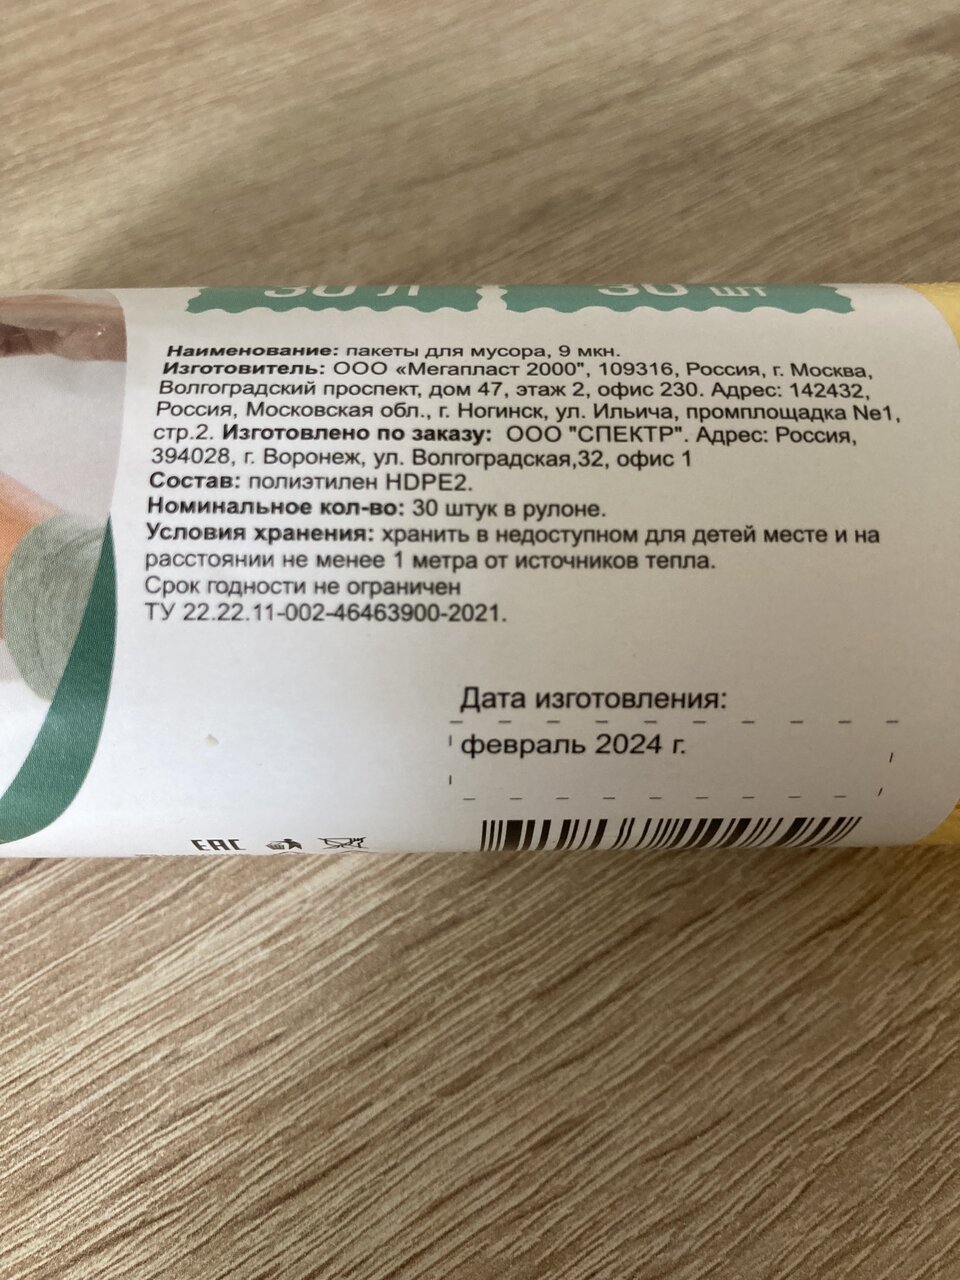 30 л 30 шт
Наименование: пакеты для мусора, 9 мкн.
Изготовитель: ООО «Мегапласт 2000", 109316, Россия, г. Москва,
Волгоградский проспект, дом 47, этаж 2, офис 230. Адрес: 142432,
Россия, Московская обл., г. Ногинск, ул. Ильича, промплощадка №1,
стр.2. Изготовлено по заказу: ООО "СПЕКТР". Адрес: Россия,
394028, г. Воронеж, ул. Волгоградская,32, офис 1
Состав: полиэтилен HDPE2.
Номинальное кол-во: 30 штук в рулоне.
Условия хранения: хранить в недоступном для детей месте и на
расстоянии не менее 1 метра от источников тепла.
Срок годности не ограничен
ТУ 22.22.11-002-46463900-2021.
Дата изготовления:
февраль 2024 г.
ЕАС